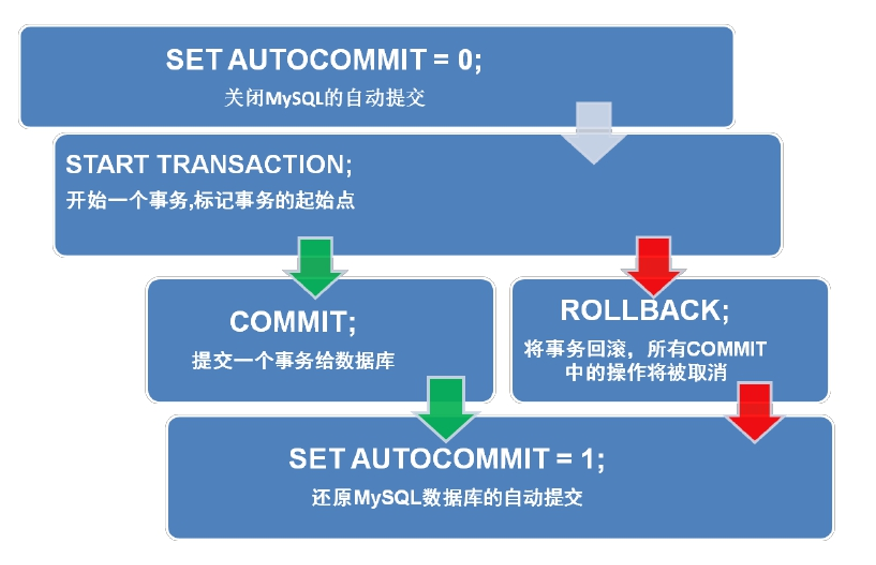 SET AUTOCOMMIT = 0;
关闭MySQL的自动提交
START TRANSACTION;
开始一个事务,标记事务的起始点
COMMIT;
提交一个事务给数据库
ROLLBACK;
将事务回滚，所有COMMIT
中的操作将被取消
SET AUTOCOMMIT = 1;
还原MySQL数据库的自动提交